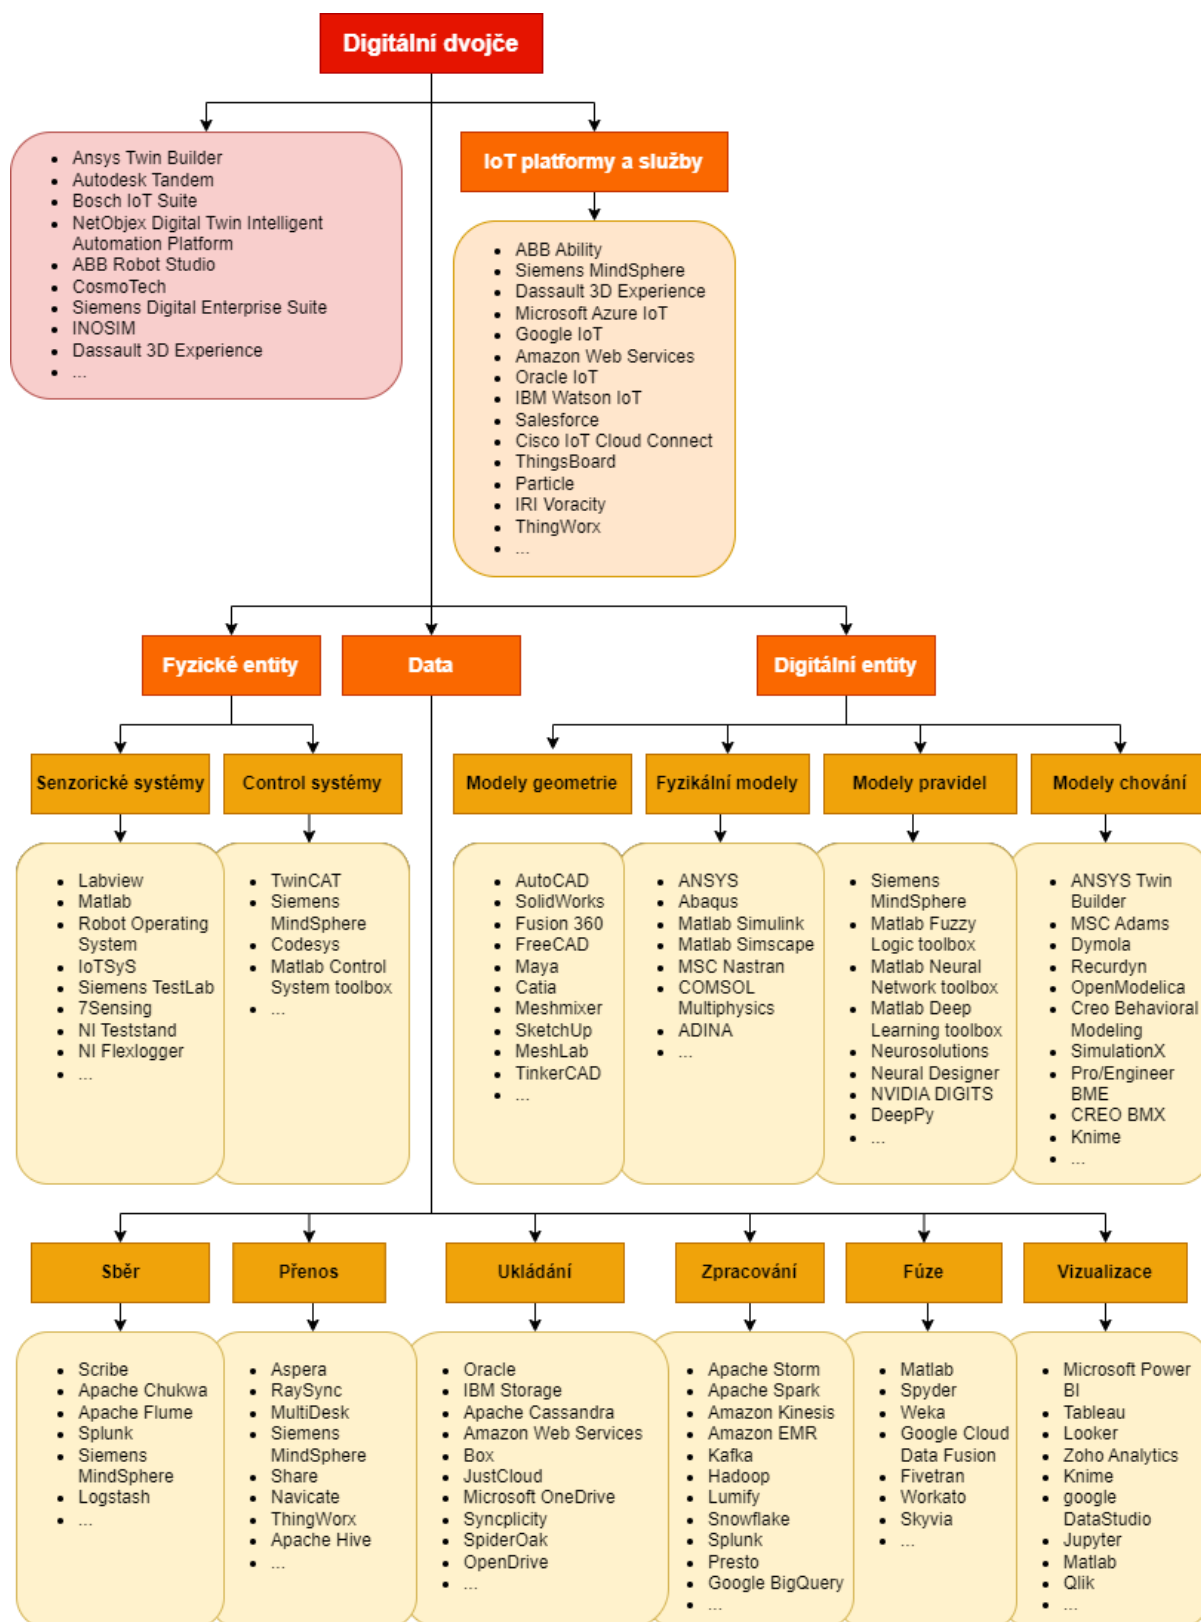 Digitální dvojče
Ansys Twin Builder
Autodesk Tandem
Bosch IoT Suite
NetObjex Digital Twin Intelligent
Automation Platform
ABB Robot Studio
CosmoTech
Siemens Digital Enterprise Suite
INOSIM
Dassault 3D Experience
...
IoT platformy a služby
ABB Ability
Siemens MindSphere
Dassault 3D Experience
Microsoft Azure IoT
Google IoT
Amazon Web Services
Oracle IoT
IBM Watson IoT
Salesforce
Cisco IoT Cloud Connect
ThingsBoard
Particle
IRI Voracity
ThingWorx
...
Fyzické entity
Data
Digitální entity
Senzorické systémy
Control systémy
Modely geometrie
Fyzikální modely
Modely pravidel
Modely chování
Labview
Matlab
Robot Operating
System
IoTSyS
Siemens TestLab
7Sensing
NI Teststand
NI Flexlogger
...
TwinCAT
Siemens
MindSphere
Codesys
Matlab Control
System toolbox
...
AutoCAD
SolidWorks
Fusion 360
FreeCAD
Maya
Catia
Meshmixer
SketchUp
MeshLab
TinkerCAD
...
ANSYS
Abaqus
Matlab Simulink
Matlab Simscape
MSC Nastran
COMSOL
Multiphysics
ADINA
...
Siemens
MindSphere
Matlab Fuzzy
Logic toolbox
Matlab Neural
Network toolbox
Matlab Deep
Learning toolbox
Neurosolutions
Neural Designer
NVIDIA DIGITS
DeepPy
...
ANSYS Twin
Builder
MSC Adams
Dymola
Recurdyn
OpenModelica
Creo Behavioral
Modeling
SimulationX
Pro/Engineer
BME
CREO BMX
Knime
...
Sběr
Přenos
Ukládání
Zpracování
Fúze
Vizualizace
Scribe
Apache Chukwa
Apache Flume
Splunk
Siemens
MindSphere
Logstash
...
Aspera
RaySync
MultiDesk
Siemens
MindSphere
Share
Navicate
ThingWorx
Apache Hive
...
Oracle
IBM Storage
Apache Cassandra
Amazon Web Services
Box
JustCloud
Microsoft OneDrive
Syncplicity
SpiderOak
OpenDrive
...
Apache Storm
Apache Spark
Amazon Kinesis
Amazon EMR
Kafka
Hadoop
Lumify
Snowflake
Splunk
Presto
Google BigQuery
...
Matlab
Spyder
Weka
Google Cloud
Data Fusion
Fivetran
Workato
Skyvia
...
Microsoft Power
BI
Tableau
Looker
Zoho Analytics
Knime
google
DataStudio
Jupyter
Matlab
Qlik
...